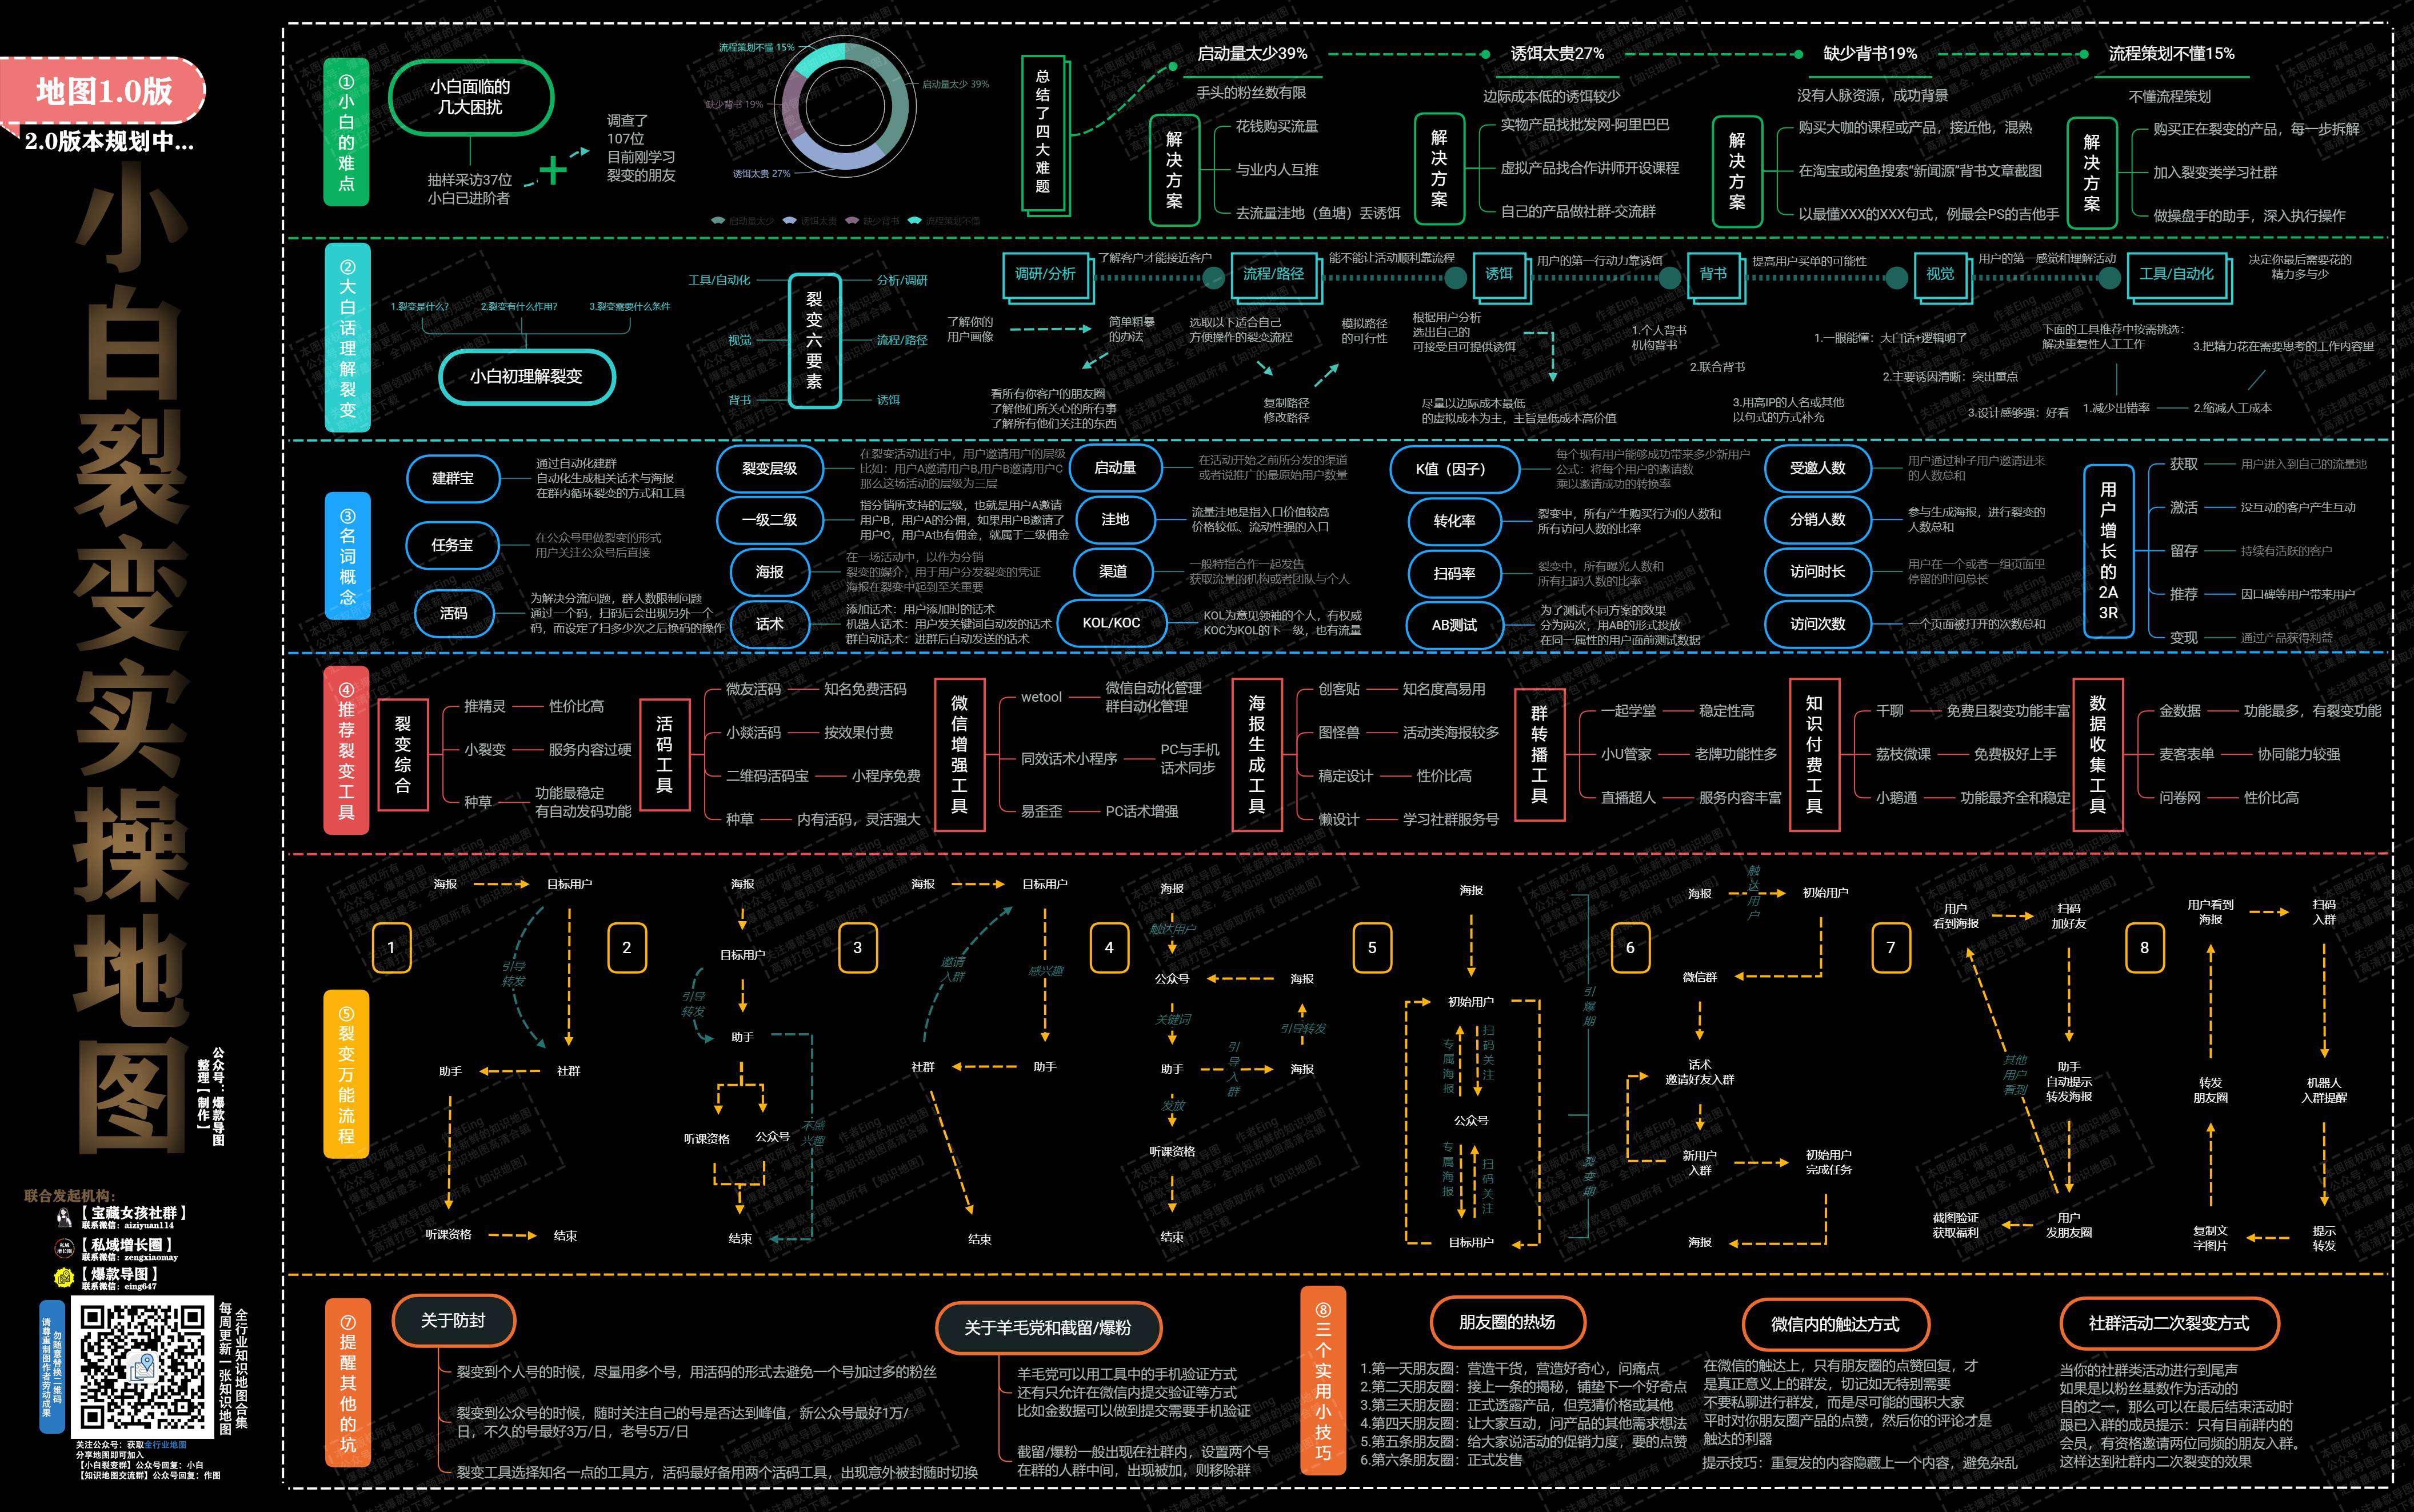 地图1.0版
2.0版本规划中...
小白裂变实操地图
公众号：爆款导图
整理【制作】
联合发起机构：
【宝藏女孩社群】
联系微信：aiziyuan114
【私域增长圈】
联系微信：zengxiaomay
【爆款导图】
联系微信：eing647
勿随意替换二维码
请尊重制图作者劳动成果
全行业知识地图合集
每周更新一张知识地图
关注公众号：获取全行业地图
分享地图即可加入
【小白裂变群】公众号回复：小白
【知识地图交流群】公众号回复：作图
①小白的难点
小白面临的
几大困扰
抽样采访37位
小白已进阶者
调查了
107位
目前刚学习
裂变的朋友
流程策划不懂 15%
启动量太少 39%
缺少背书 19%
诱饵太贵 27%
启动量太少 诱饵太贵 缺少背书 流程策划不懂
总结了四大难题
启动量太少39%
手头的粉丝数有限
解决方案
花钱购买流量
与业内人互推
去流量洼地（鱼塘）丢诱饵
诱饵太贵27%
边际成本低的诱饵较少
解决方案
实物产品找批发网-阿里巴巴
虚拟产品找合作讲师开设课程
自己的产品做社群-交流群
缺少背书19%
没有人脉资源，成功背景
解决方案
购买大咖的课程或产品，接近他，混熟
在淘宝或闲鱼搜索“新闻源”背书文章截图
以最懂XXX的XXX句式，例最会PS的吉他手
流程策划不懂15%
不懂流程策划
解决方案
购买正在裂变的产品，每一步拆解
加入裂变类学习社群
做操盘手的助手，深入执行操作
②大白话理解裂变
1.裂变是什么?
2.裂变有什么作用?
3.裂变需要什么条件
小白初理解裂变
裂变六要素
工具/自动化
视觉
背书
分析/调研
流程/路径
诱饵
调研/分析
了解客户才能接近客户
了解你的
用户画像
简单粗暴
的办法
看所有你客户的朋友圈
了解他们所关心的所有事
了解所有他们关注的东西
流程/路径
能不能让活动顺利靠流程
选取以下适合自己
方便操作的裂变流程
模拟路径
的可行性
复制路径
修改路径
诱饵
用户的第一行动力靠诱饵
根据用户分析
选出自己的
可接受且可提供诱饵
尽量以边际成本最低
的虚拟成本为主，主旨是低成本高价值
背书
提高用户买单的可能性
1.个人背书
机构背书
2.联合背书
3.用高IP的人名或其他
以句式的方式补充
视觉
用户的第一感觉和理解活动
1.一眼能懂：大白话+逻辑明了
2.主要诱因清晰：突出重点
3.设计感够强：好看
工具/自动化
决定你最后需要花的
精力多与少
下面的工具推荐中按需挑选：
解决重复性人工工作
3.把精力花在需要思考的工作内容里
1.减少出错率
2.缩减人工成本
③名词概念
建群宝
通过自动化建群
自动化生成相关话术与海报
在群内循环裂变的方式和工具
任务宝
在公众号里做裂变的形式
用户关注公众号后直接
活码
为解决分流问题，群人数限制问题
通过一个码，扫码后会出现另外一个
码，而设定了扫多少次之后换码的操作
裂变层级
在裂变活动进行中，用户邀请用户的层级
比如：用户A邀请用户B,用户B邀请用户C
那么这场活动的层级为三层
一级二级
指分销所支持的层级，也就是用户A邀请
用户B，用户A的分佣，如果用户B邀请了
用户C，用户A也有佣金，就属于二级佣金
海报
在一场活动中，以作为分销
裂变的媒介，用于用户分发裂变的凭证
海报在裂变中起到至关重要
话术
添加话术：用户添加时的话术
机器人话术：用户发关键词自动发的话术
群自动话术：进群后自动发送的话术
启动量
在活动开始之前所分发的渠道
或者说推广的最原始用户数量
洼地
流量洼地是指入口价值较高
价格较低、流动性强的入口
渠道
一般特指合作一起发售
获取流量的机构或者团队与个人
KOL/KOC
KOL为意见领袖的个人，有权威
KOC为KOL的下一级，也有流量
K值（因子）
每个现有用户能够成功带来多少新用户
公式：将每个用户的邀请数
乘以邀请成功的转换率
转化率
裂变中，所有产生购买行为的人数和
所有访问人数的比率
扫码率
裂变中，所有曝光人数和
所有扫码人数的比率
AB测试
为了测试不同方案的效果
分为两次，用AB的形式投放
在同一属性的用户面前测试数据
受邀人数
用户通过种子用户邀请进来
的人数总和
分销人数
参与生成海报，进行裂变的
人数总和
访问时长
用户在一个或者一组页面里
停留的时间总长
访问次数
一个页面被打开的次数总和
用户增长的2A3R
获取
用户进入到自己的流量池
激活
没互动的客户产生互动
留存
持续有活跃的客户
推荐
因口碑等用户带来用户
变现
通过产品获得利益
④推荐裂变工具
裂变综合
推精灵
性价比高
小裂变
服务内容过硬
种草
功能最稳定
有自动发码功能
活码工具
微友活码
知名免费活码
小燚活码
按效果付费
二维码活码宝
小程序免费
种草
内有活码，灵活强大
微信增强工具
wetool
微信自动化管理
群自动化管理
同效话术小程序
PC与手机
话术同步
易歪歪
PC话术增强
海报生成工具
创客贴
知名度高易用
图怪兽
活动类海报较多
稿定设计
性价比高
懒设计
学习社群服务号
群转播工具
一起学堂
稳定性高
小U管家
老牌功能性多
直播超人
服务内容丰富
知识付费工具
千聊
免费且裂变功能丰富
荔枝微课
免费极好上手
小鹅通
功能最齐全和稳定
数据收集工具
金数据
功能最多，有裂变功能
麦客表单
协同能力较强
问卷网
性价比高
⑤裂变万能流程
1
海报
目标用户
引导
转发
助手
社群
听课资格
结束
2
海报
目标用户
引导
转发
助手
听课资格
公众号
不感
兴趣
结束
3
海报
目标用户
邀请
入群
感兴趣
社群
助手
结束
4
海报
触达用户
公众号
海报
关键词
引导转发
助手
引导入群
海报
发放
听课资格
结束
5
海报
初始用户
专属海报
扫码关注
公众号
专属海报
扫码关注
目标用户
引爆期
裂变期
6
海报
触达用户
初始用户
微信群
话术
邀请好友入群
新用户
入群
初始用户
完成任务
海报
7
用户
看到海报
扫码
加好友
其他
用户
看到
助手
自动提示
转发海报
截图验证
获取福利
用户
发朋友圈
8
用户看到
海报
扫码
入群
转发
朋友圈
机器人
入群提醒
复制文
字图片
提示
转发
⑦提醒其他的坑
关于防封
裂变到个人号的时候，尽量用多个号，用活码的形式去避免一个号加过多的粉丝
裂变到公众号的时候，随时关注自己的号是否达到峰值，新公众号最好1万/
日，不久的号最好3万/日，老号5万/日
裂变工具选择知名一点的工具方，活码最好备用两个活码工具，出现意外被封随时切换
关于羊毛党和截留/爆粉
羊毛党可以用工具中的手机验证方式
还有只允许在微信内提交验证等方式
比如金数据可以做到提交需要手机验证
截留/爆粉一般出现在社群内，设置两个号
在群的人群中间，出现被加，则移除群
⑧三个实用小技巧
朋友圈的热场
1.第一天朋友圈：营造干货，营造好奇心，问痛点
2.第二天朋友圈：接上一条的揭秘，铺垫下一个好奇点
3.第三天朋友圈：正式透露产品，但竞猜价格或其他
4.第四天朋友圈：让大家互动，问产品的其他需求想法
5.第五条朋友圈：给大家说活动的促销力度，要的点赞
6.第六条朋友圈：正式发售
微信内的触达方式
在微信的触达上，只有朋友圈的点赞回复，才
是真正意义上的群发，切记如无特别需要
不要私聊进行群发，而是尽可能的囤积大家
平时对你朋友圈产品的点赞，然后你的评论才是
触达的利器
提示技巧：重复发的内容隐藏上一个内容，避免杂乱
社群活动二次裂变方式
当你的社群类活动进行到尾声
如果是以粉丝基数作为活动的
目的之一，那么可以在最后结束活动时
跟已入群的成员提示：只有目前群内的
会员，有资格邀请两位同频的朋友入群。
这样达到社群内二次裂变的效果